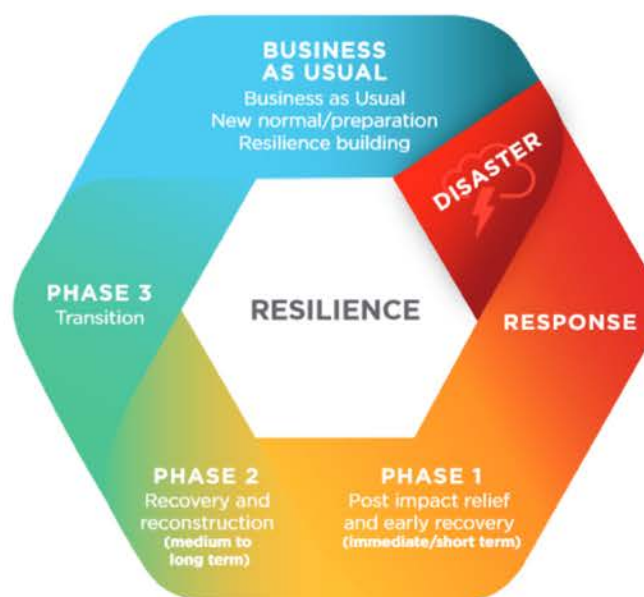 BUSINESS
AS USUAL
Business as Usual
New normal/preparation
Resilience building
DISASTER
RESPONSE
PHASE 1
Post impact relief
and early recovery
(immediate/short term)
PHASE 2
Recovery and
reconstruction
(medium to
long term)
PHASE 3
Transition
RESILIENCE